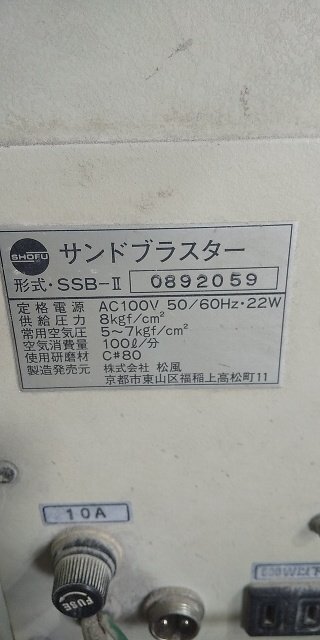 SHOFU
サンドブラスター
形式・SSB-Ⅱ 0892059
定格電源 AC100V 50/60Hz・22W
供給圧力 8kgf/cm²
常用空気圧 5~7kgf/cm²
空気消費量 100ℓ/分
使用研磨材 C#80
製造発売元 株式会社 松風
京都市東山区福稲上高松町11
10A
FUSE